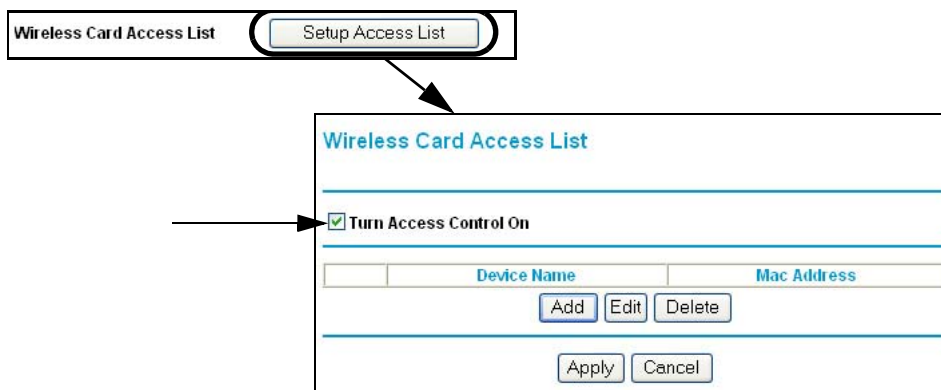 Wireless Card Access List Setup Access List
Wireless Card Access List
Turn Access Control On
Device Name Mac Address
Add Edit Delete
Apply Cancel